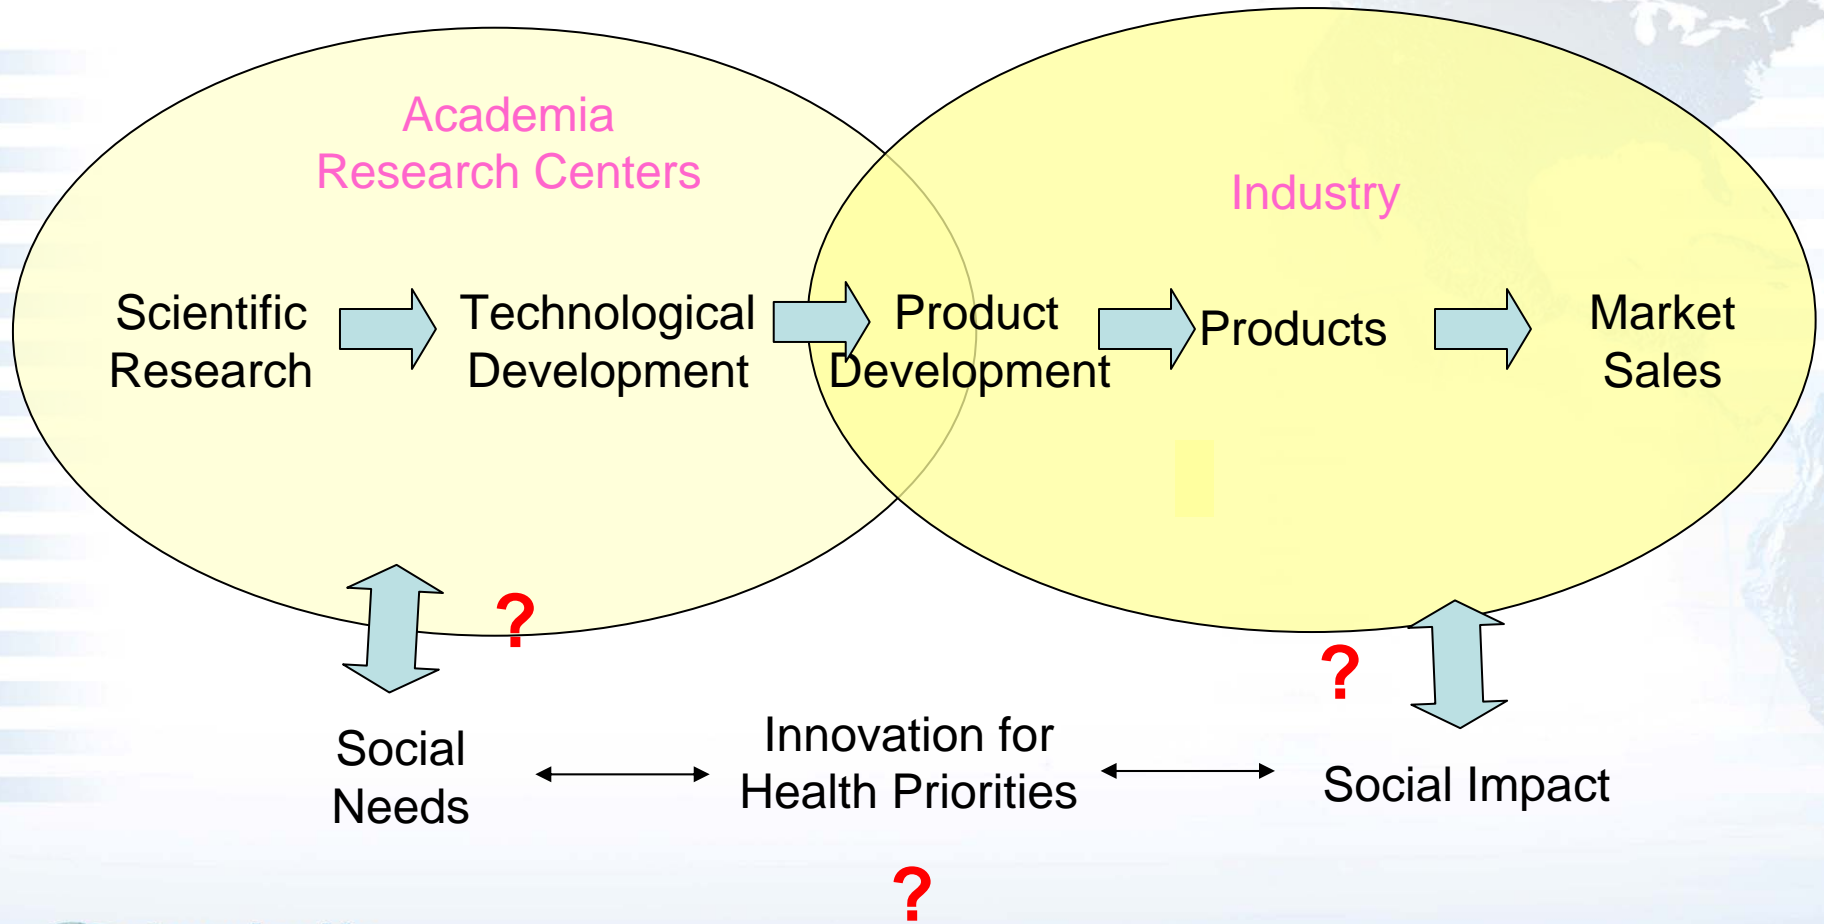 Academia
Research Centers
Industry
Scientific
Research
Technological
Development
Product
Development
Products
Market
Sales
?
?
Social
Needs
Innovation for
Health Priorities
Social Impact
?